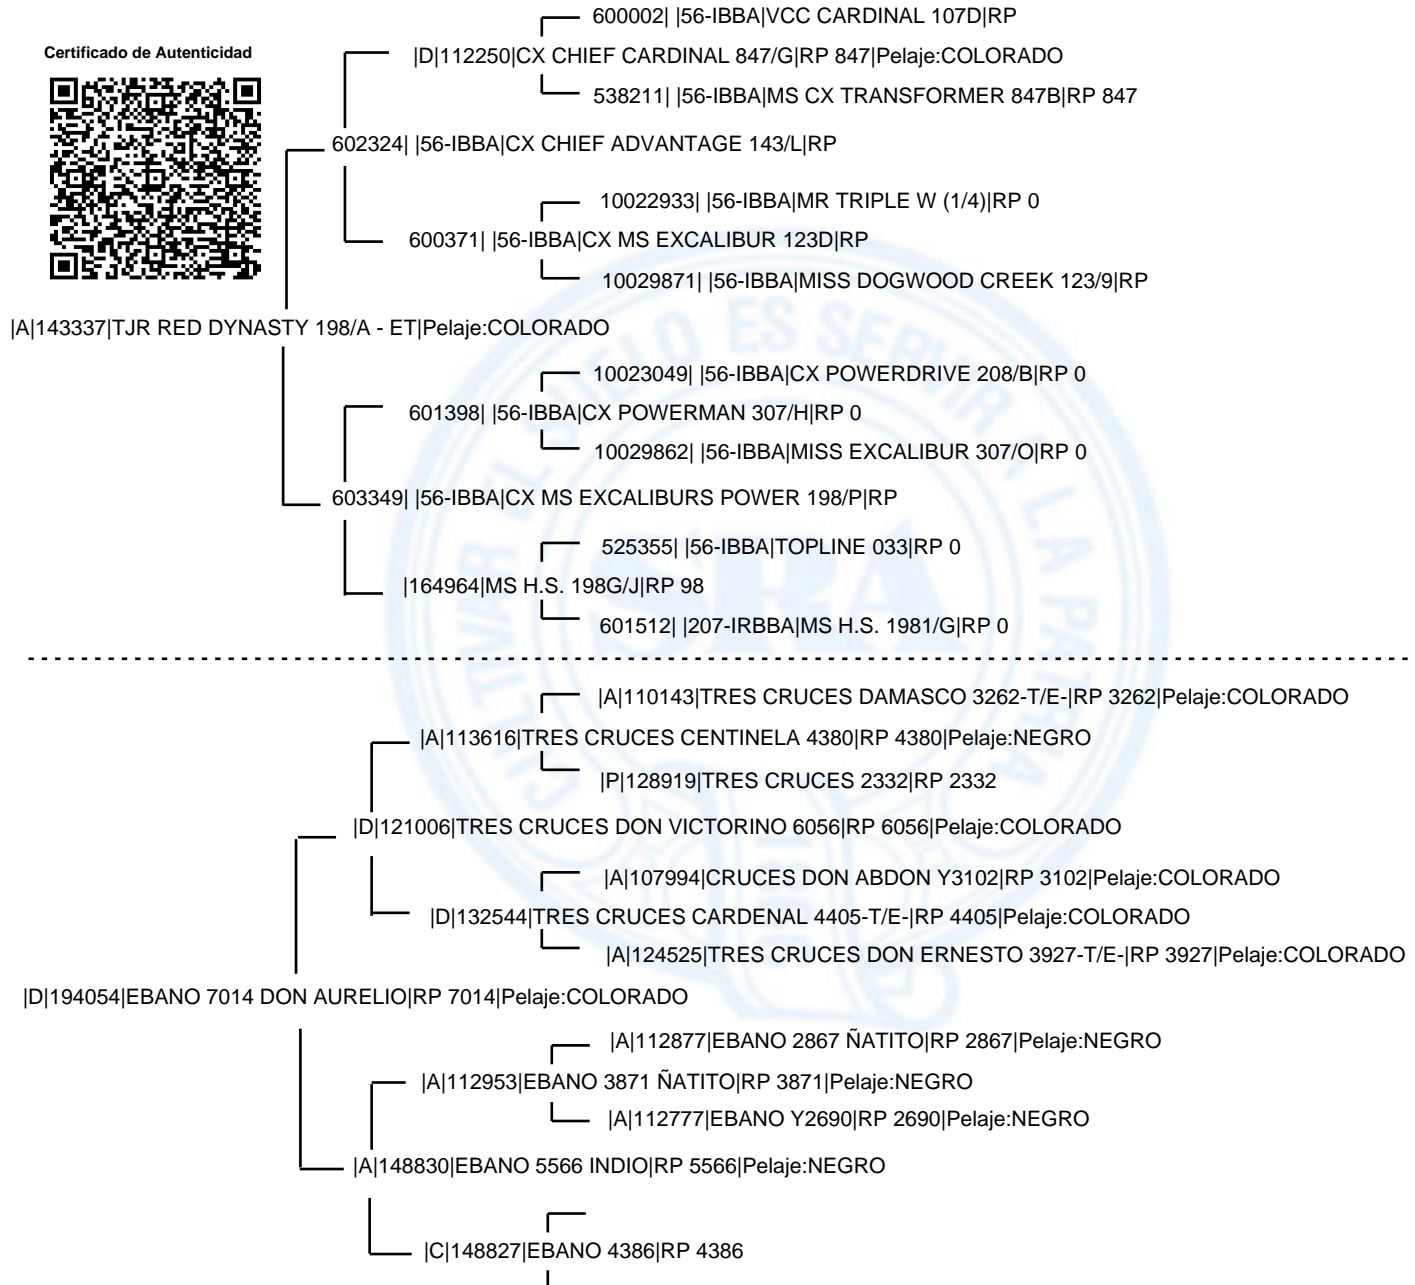 600002| |56-IBBA|VCC CARDINAL 107D|RP
Certificado de Autenticidad
|D|112250|CX CHIEF CARDINAL 847/G|RP 847|Pelaje:COLORADO
538211| |56-IBBA|MS CX TRANSFORMER 847B|RP 847
602324| |56-IBBA|CX CHIEF ADVANTAGE 143/L|RP
10022933| |56-IBBA|MR TRIPLE W (1/4)|RP 0
600371| |56-IBBA|CX MS EXCALIBUR 123D|RP
10029871| |56-IBBA|MISS DOGWOOD CREEK 123/9|RP
|A|143337|TJR RED DYNASTY 198/A - ET|Pelaje:COLORADO
10023049| |56-IBBA|CX POWERDRIVE 208/B|RP 0
601398| |56-IBBA|CX POWERMAN 307/H|RP 0
10029862| |56-IBBA|MISS EXCALIBUR 307/O|RP 0
603349| |56-IBBA|CX MS EXCALIBURS POWER 198/P|RP
525355| |56-IBBA|TOPLINE 033|RP 0
|164964|MS H.S. 198G/J|RP 98
601512| |207-IRBBA|MS H.S. 1981/G|RP 0
|A|110143|TRES CRUCES DAMASCO 3262-T/E-|RP 3262|Pelaje:COLORADO
|A|113616|TRES CRUCES CENTINELA 4380|RP 4380|Pelaje:NEGRO
|P|128919|TRES CRUCES 2332|RP 2332
|D|121006|TRES CRUCES DON VICTORINO 6056|RP 6056|Pelaje:COLORADO
|A|107994|CRUCES DON ABDON Y3102|RP 3102|Pelaje:COLORADO
|D|132544|TRES CRUCES CARDENAL 4405-T/E-|RP 4405|Pelaje:COLORADO
|A|124525|TRES CRUCES DON ERNESTO 3927-T/E-|RP 3927|Pelaje:COLORADO
|D|194054|EBANO 7014 DON AURELIO|RP 7014|Pelaje:COLORADO
|A|112877|EBANO 2867 ÑATITO|RP 2867|Pelaje:NEGRO
|A|112953|EBANO 3871 ÑATITO|RP 3871|Pelaje:NEGRO
|A|112777|EBANO Y2690|RP 2690|Pelaje:NEGRO
|A|148830|EBANO 5566 INDIO|RP 5566|Pelaje:NEGRO
|C|148827|EBANO 4386|RP 4386
CULTIVAR EL SUELO ES SERVIR A LA PATRIA
SRA
1866